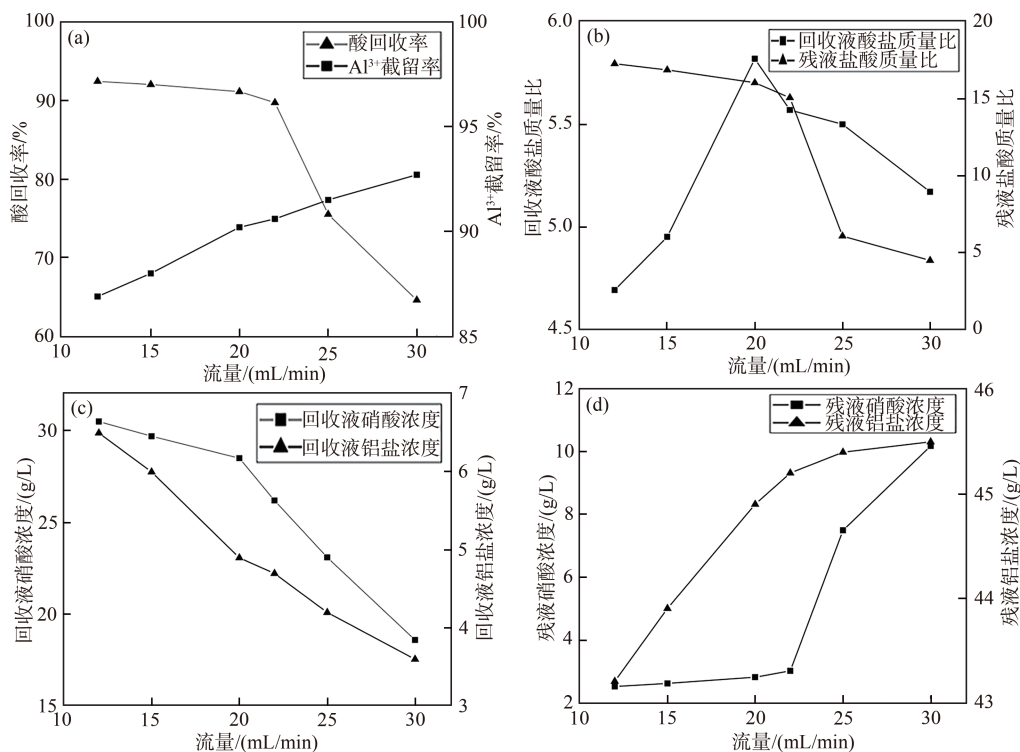 (a)
酸回收率
Al³⁺截留率
100
90
80
70
60
酸回收率/%
100
95
90
85
Al³⁺截留率/%
10
15
20
25
30
流量/(mL/min)
(b)
回收液酸盐质量比
残液盐酸质量比
6.0
5.5
5.0
4.5
回收液酸盐质量比
20
15
10
5
0
残液盐酸质量比
10
15
20
25
30
流量/(mL/min)
(c)
回收液硝酸浓度
回收液铝盐浓度
30
25
20
15
回收液硝酸浓度/(g/L)
7
6
5
4
3
回收液铝盐浓度/(g/L)
10
15
20
25
30
流量/(mL/min)
(d)
残液硝酸浓度
残液铝盐浓度
12
10
8
6
4
2
残液硝酸浓度/(g/L)
46
45
44
43
残液铝盐浓度/(g/L)
10
15
20
25
30
流量/(mL/min)